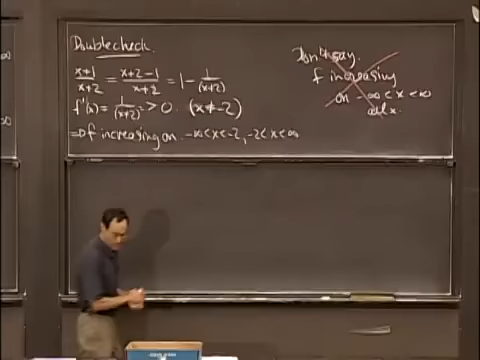 Doublecheck.
x+1/x+2 = x+2-1/x+2 = 1 - 1/(x+2)
f'(x) = 1/(x+2)² > 0 (x≠-2)
⇒ f increasing on -∞<x<-2, -2<x<∞
Don't say
f increasing
on -∞<x<∞
all x.